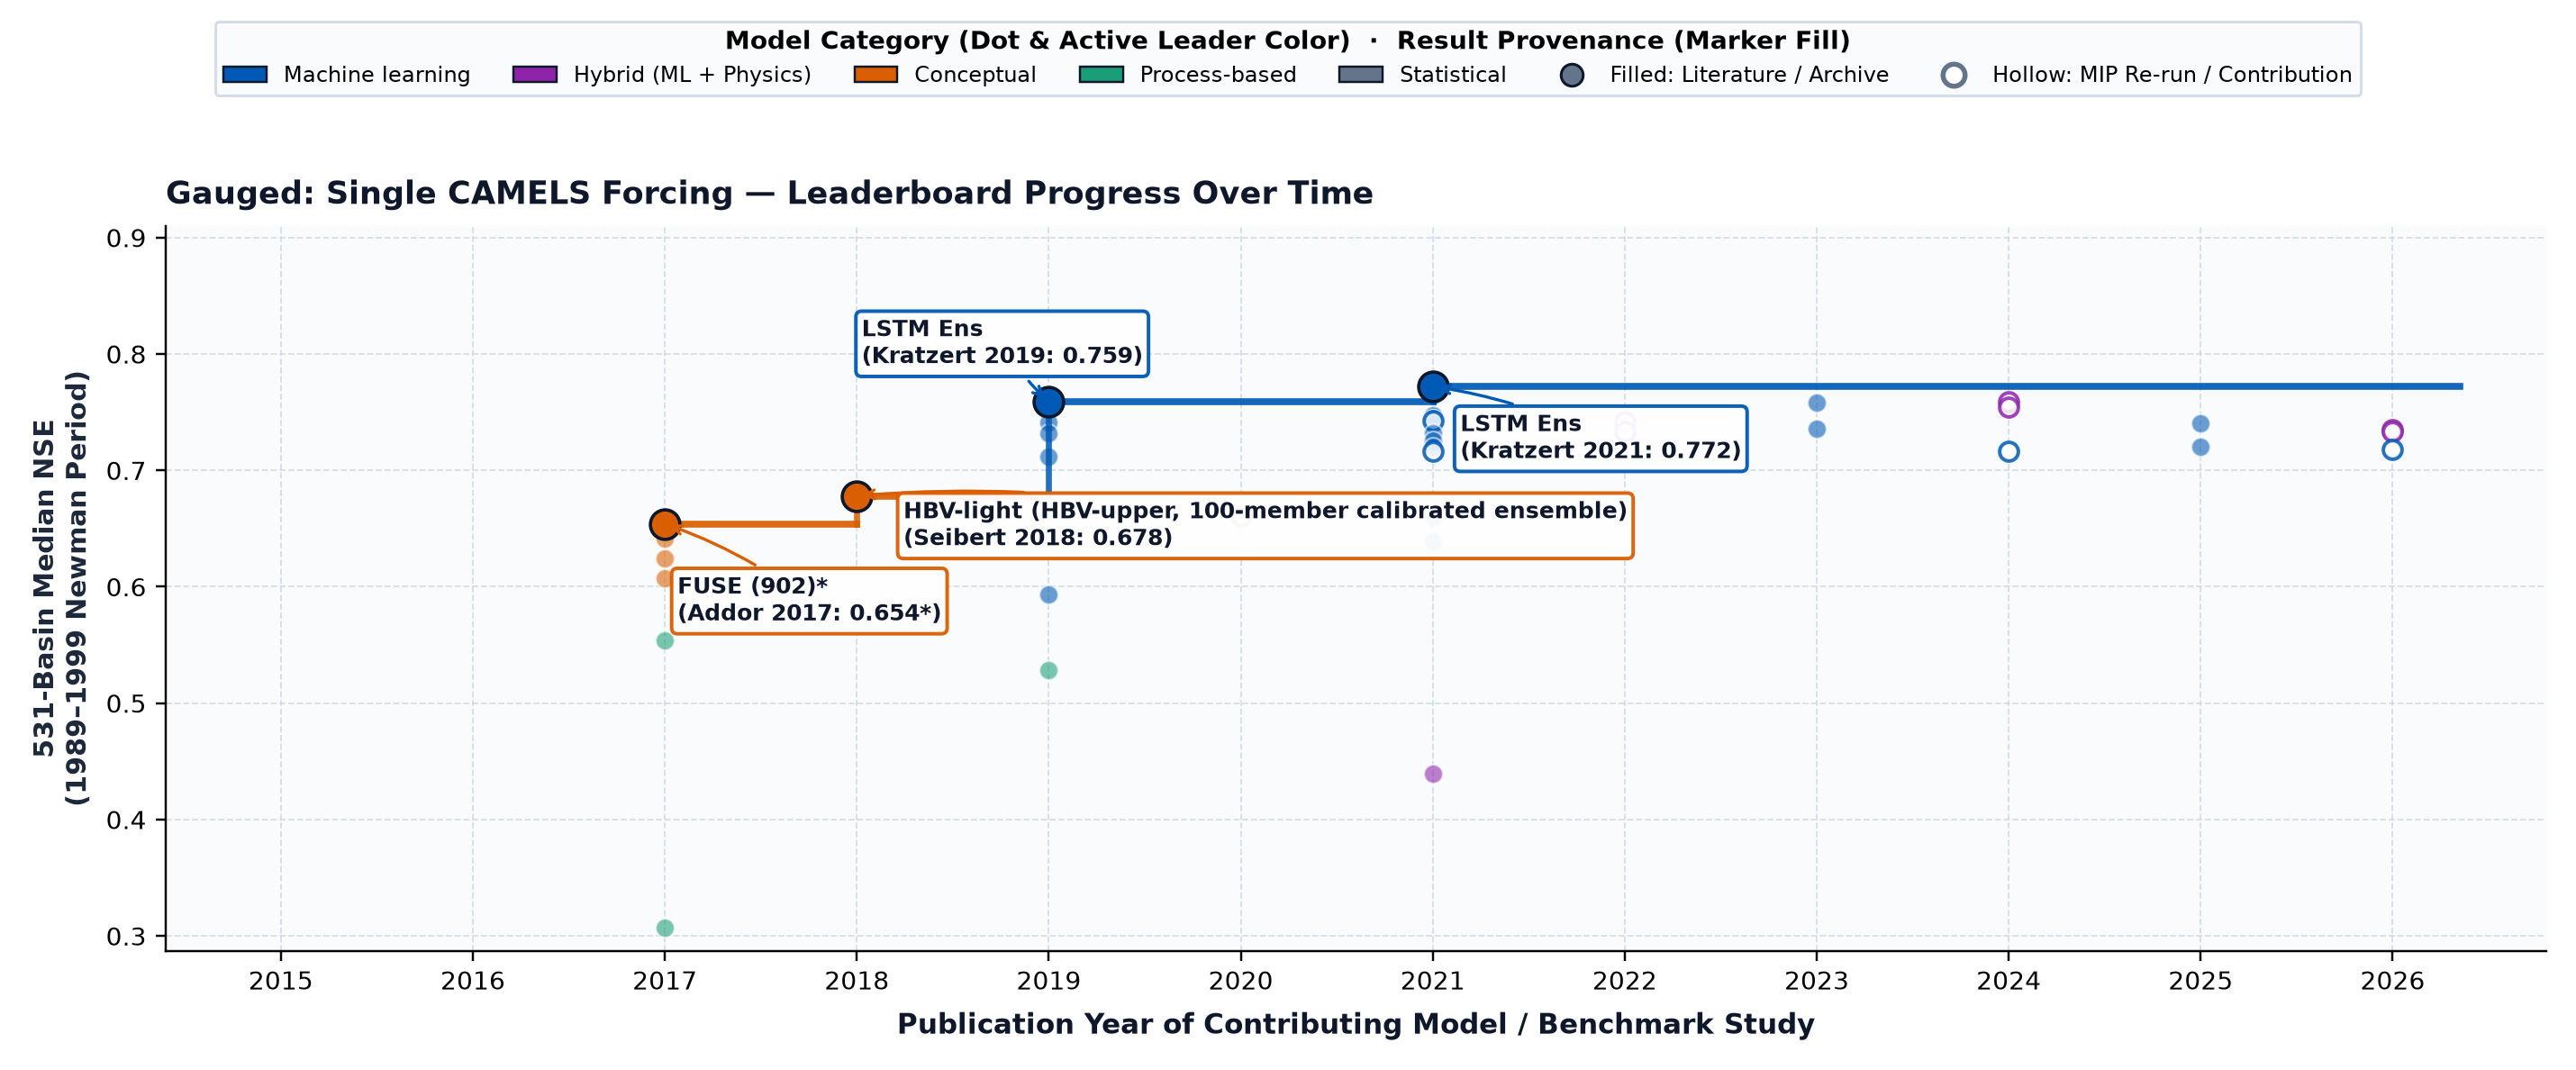 Model Category (Dot & Active Leader Color)  ·  Result Provenance (Marker Fill)
Machine learning
Hybrid (ML + Physics)
Conceptual
Process-based
Statistical
Filled: Literature / Archive
Hollow: MIP Re-run / Contribution
Gauged: Single CAMELS Forcing — Leaderboard Progress Over Time
531-Basin Median NSE
(1989–1999 Newman Period)
0.9
0.8
0.7
0.6
0.5
0.4
0.3
LSTM Ens
(Kratzert 2019: 0.759)
LSTM Ens
(Kratzert 2021: 0.772)
HBV-light (HBV-upper, 100-member calibrated ensemble)
(Seibert 2018: 0.678)
FUSE (902)*
(Addor 2017: 0.654*)
2015
2016
2017
2018
2019
2020
2021
2022
2023
2024
2025
2026
Publication Year of Contributing Model / Benchmark Study